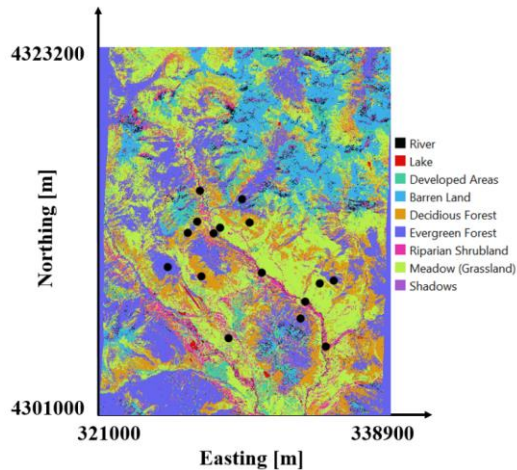 4323200
Northing [m]
4301000
321000
338900
Easting [m]
River
Lake
Developed Areas
Barren Land
Decidious Forest
Evergreen Forest
Riparian Shrubland
Meadow (Grassland)
Shadows